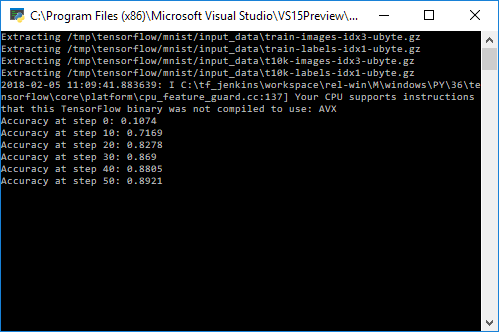 C:\Program Files (x86)\Microsoft Visual Studio\VS15Preview\...
Extracting /tmp\tensorflow/mnist/input_data\train-images-idx3-ubyte.gz
Extracting /tmp\tensorflow/mnist/input_data\train-labels-idx1-ubyte.gz
Extracting /tmp\tensorflow/mnist/input_data\t10k-images-idx3-ubyte.gz
Extracting /tmp\tensorflow/mnist/input_data\t10k-labels-idx1-ubyte.gz
2018-02-05 11:09:41.883639: I C:\tf_jenkins\workspace\rel-win\M\windows\PY\36\te
nsorflow\core\platform\cpu_feature_guard.cc:137] Your CPU supports instructions
that this TensorFlow binary was not compiled to use: AVX
Accuracy at step 0: 0.1074
Accuracy at step 10: 0.7169
Accuracy at step 20: 0.8278
Accuracy at step 30: 0.869
Accuracy at step 40: 0.8805
Accuracy at step 50: 0.8921